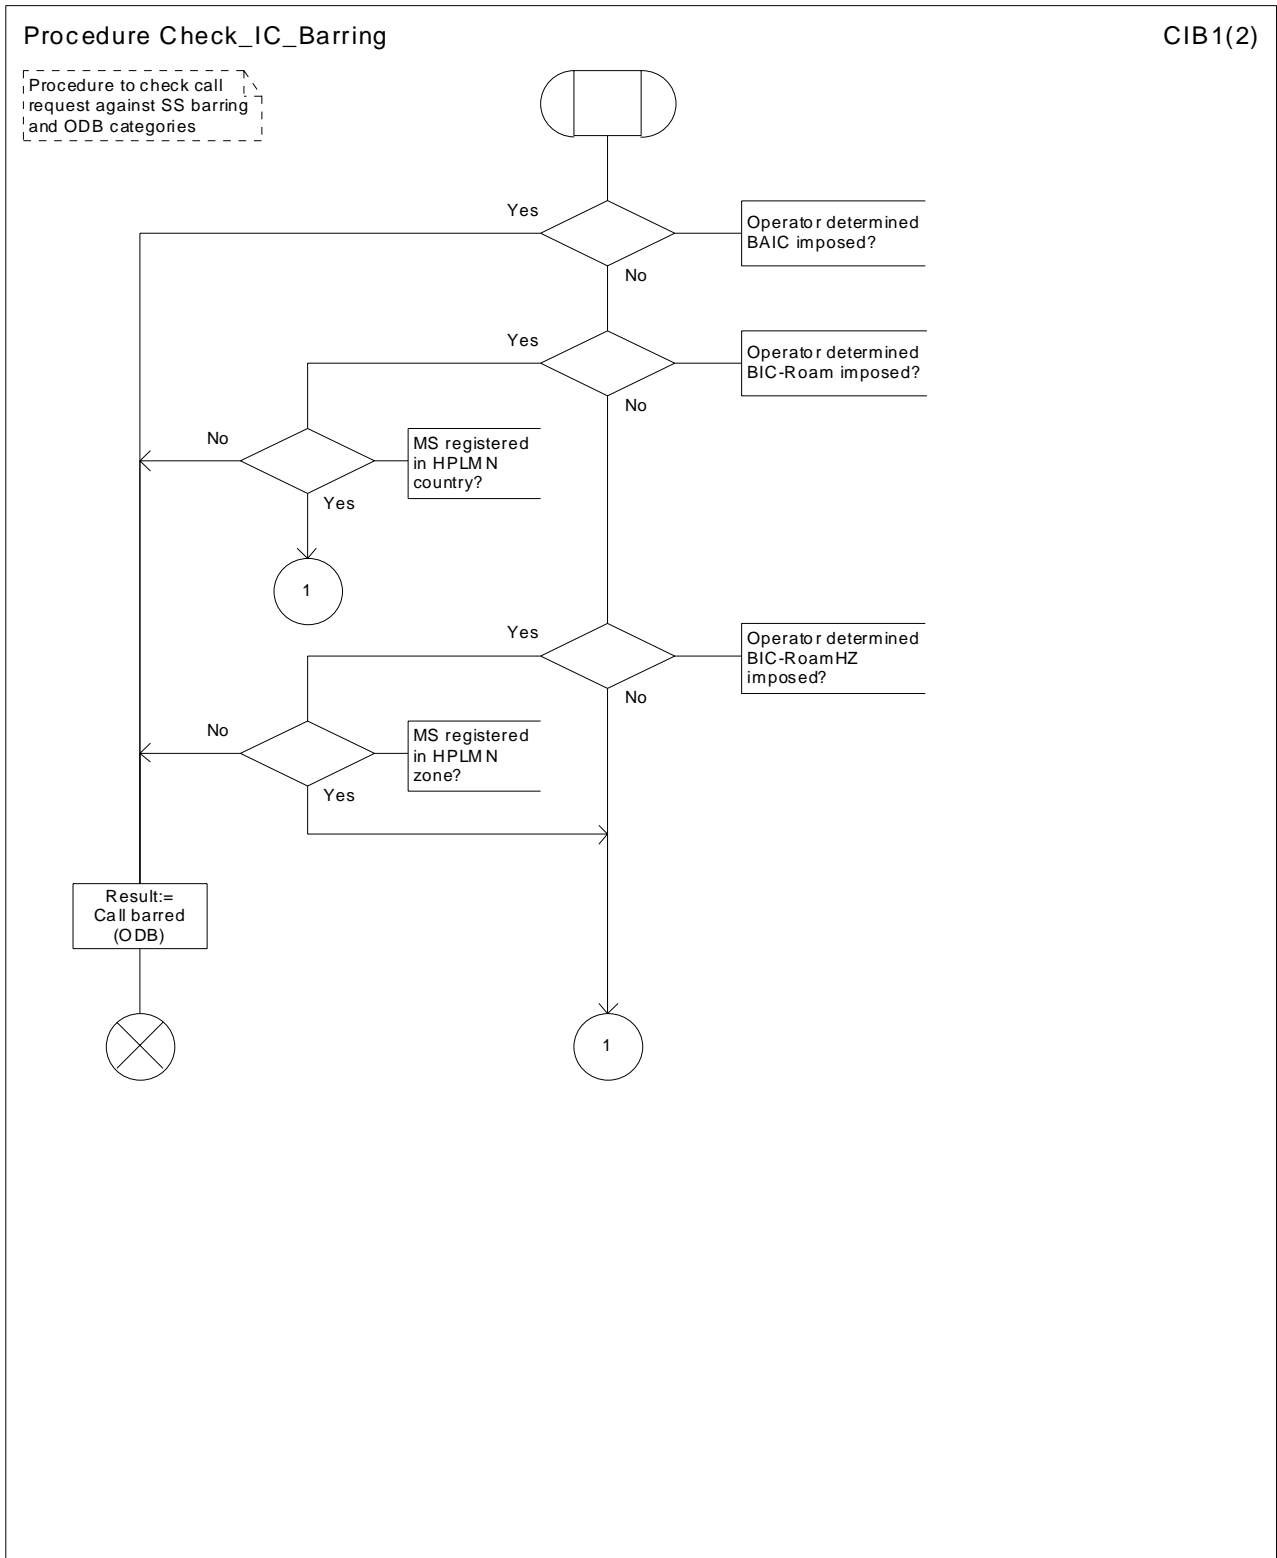 Procedure Check_IC_Barring
CIB1(2)
Procedure to check call
request against SS barring
and ODB categories
Yes
Operator determined
BAIC imposed?
No
Yes
Operator determined
BIC-Roam imposed?
No
No
MS registered
in HPLMN
country?
Yes
1
Yes
Operator determined
BIC-RoamHZ
imposed?
No
No
MS registered
in HPLMN
zone?
Yes
Result:=
Call barred
(ODB)
1